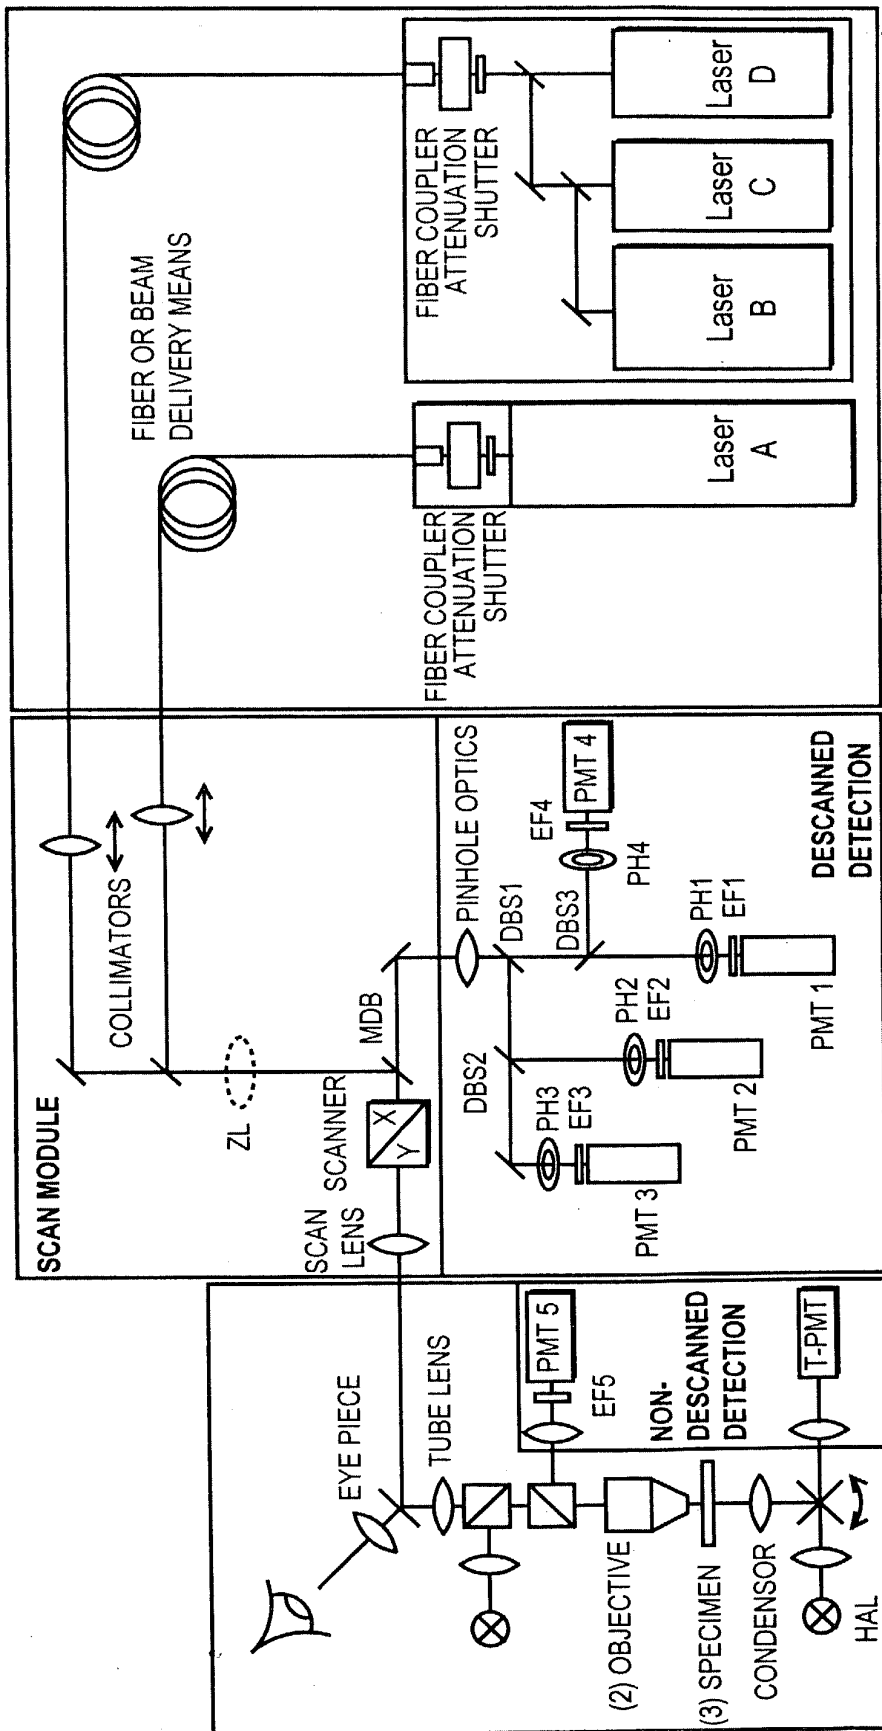 EYE PIECE
TUBE LENS
(2) OBJECTIVE
(3) SPECIMEN
CONDENSOR
HAL
PMT 5
EF5
NON-
DESCANNED
DETECTION
T-PMT
SCAN MODULE
COLLIMATORS
ZL
SCAN
LENS
SCANNER
Y
X
MDB
PINHOLE OPTICS
DBS1
DBS2
DBS3
PH3
EF3
PMT 3
PH2
EF2
PMT 2
PH1
EF1
PMT 1
EF4
PH4
PMT 4
DESCANNED
DETECTION
FIBER OR BEAM
DELIVERY MEANS
FIBER COUPLER
ATTENUATION
SHUTTER
Laser
A
FIBER COUPLER
ATTENUATION
SHUTTER
Laser
B
Laser
C
Laser
D